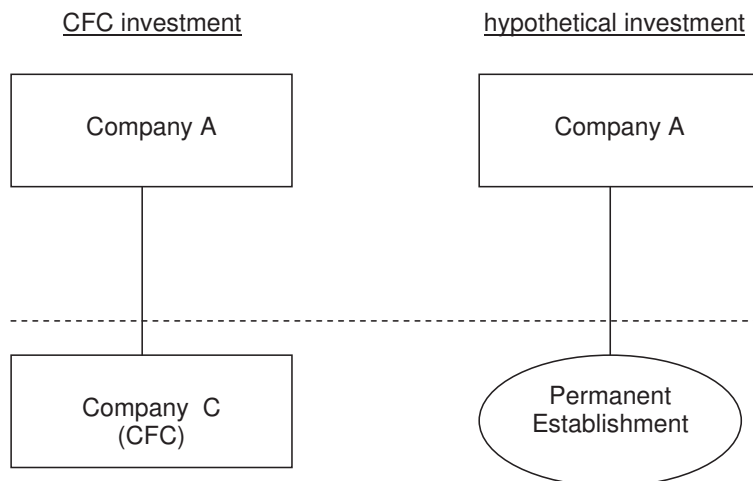 CFC investment
hypothetical investment
Company A
Company A
Company C
(CFC)
Permanent
Establishment